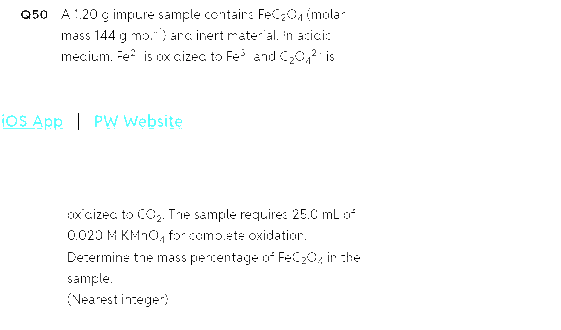 Q50 A 1.20 g impure sample contains FeC₂O₄ (molar
mass 144 g mol⁻¹) and inert material. In acidic
medium, Fe²⁺ is oxidized to Fe³⁺ and C₂O₄²⁻ is
iOS App | PW Website
oxidized to CO₂. The sample requires 25.0 mL of
0.020 M KMnO₄ for complete oxidation.
Determine the mass percentage of FeC₂O₄ in the
sample.
(Nearest integer)